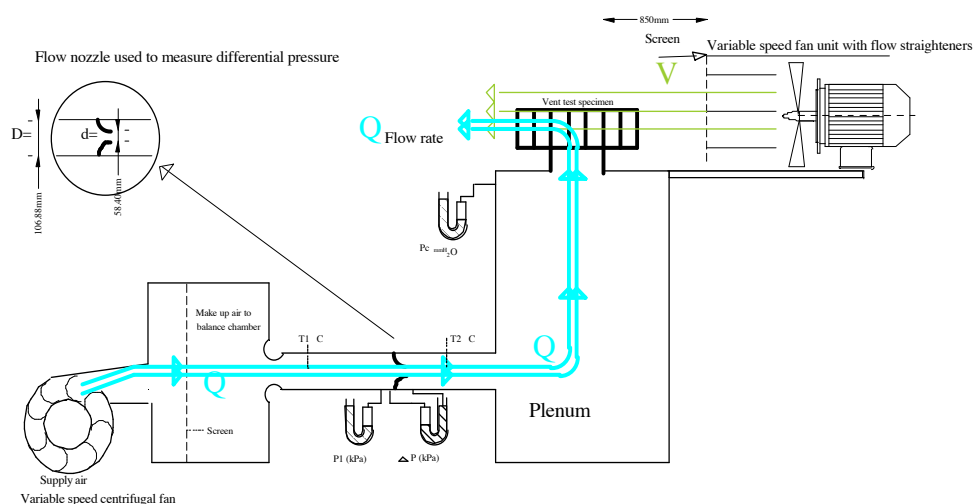 850mm
Screen
Variable speed fan unit with flow straighteners
Flow nozzle used to measure differential pressure
V
Vent test specimen
D=
d=
Q Flow rate
106.88mm
58.40mm
Pc mmH2O
Make up air to
balance chamber
T1 C
T2 C
Q
Q
Plenum
Screen
P1 (kPa)
P (kPa)
Supply air
Variable speed centrifugal fan